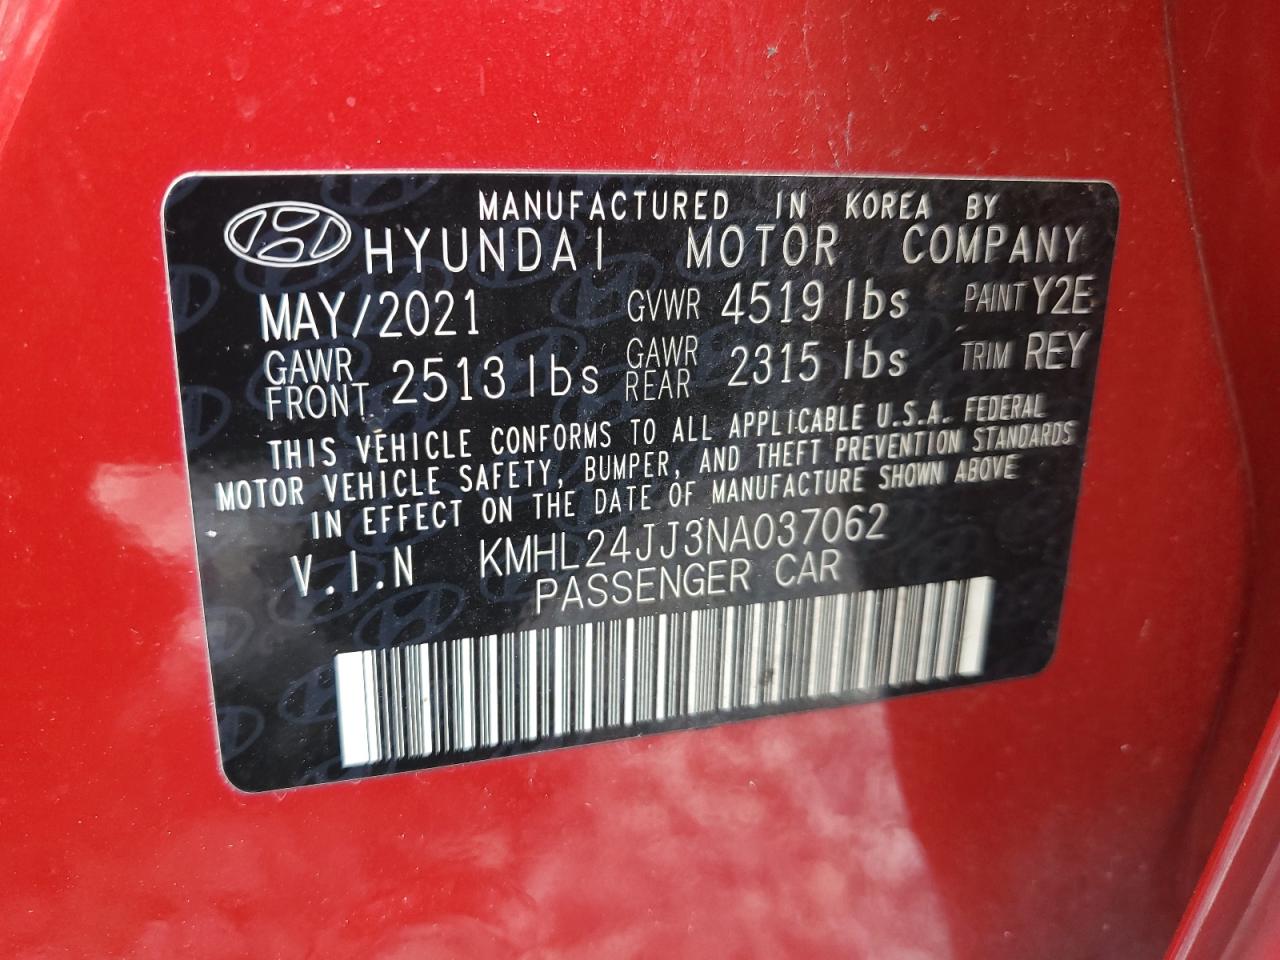 MANUFACTURED IN KOREA BY
HYUNDAI MOTOR COMPANY
MAY/2021 GVWR 4519 lbs PAINT Y2E
GAWR FRONT 2513 lbs GAWR REAR 2315 lbs TRIM REY
THIS VEHICLE CONFORMS TO ALL APPLICABLE U.S.A. FEDERAL
MOTOR VEHICLE SAFETY, BUMPER, AND THEFT PREVENTION STANDARDS
IN EFFECT ON THE DATE OF MANUFACTURE SHOWN ABOVE
V.I.N KMHL24JJ3NA037062
PASSENGER CAR